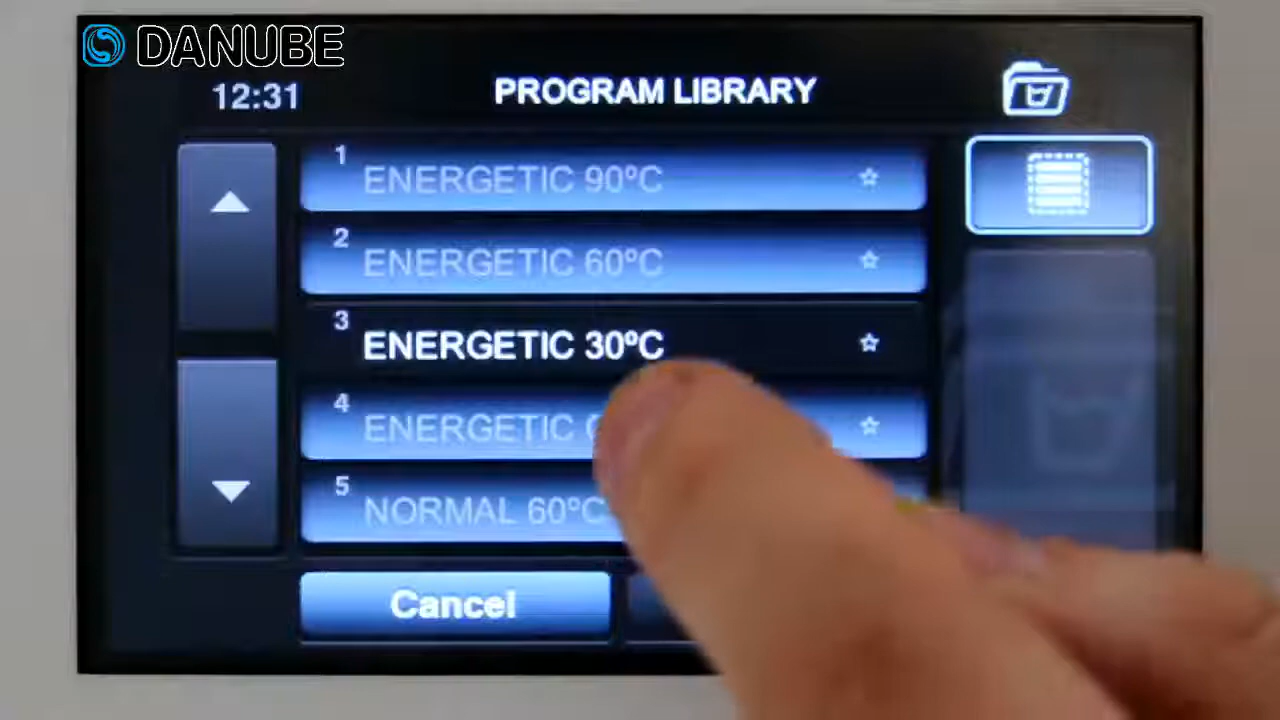 DANUBE
12:31
PROGRAM LIBRARY
1
ENERGETIC 90ºC
2
ENERGETIC 60ºC
3
ENERGETIC 30ºC
4
ENERGETIC
5
NORMAL 60ºC
Cancel